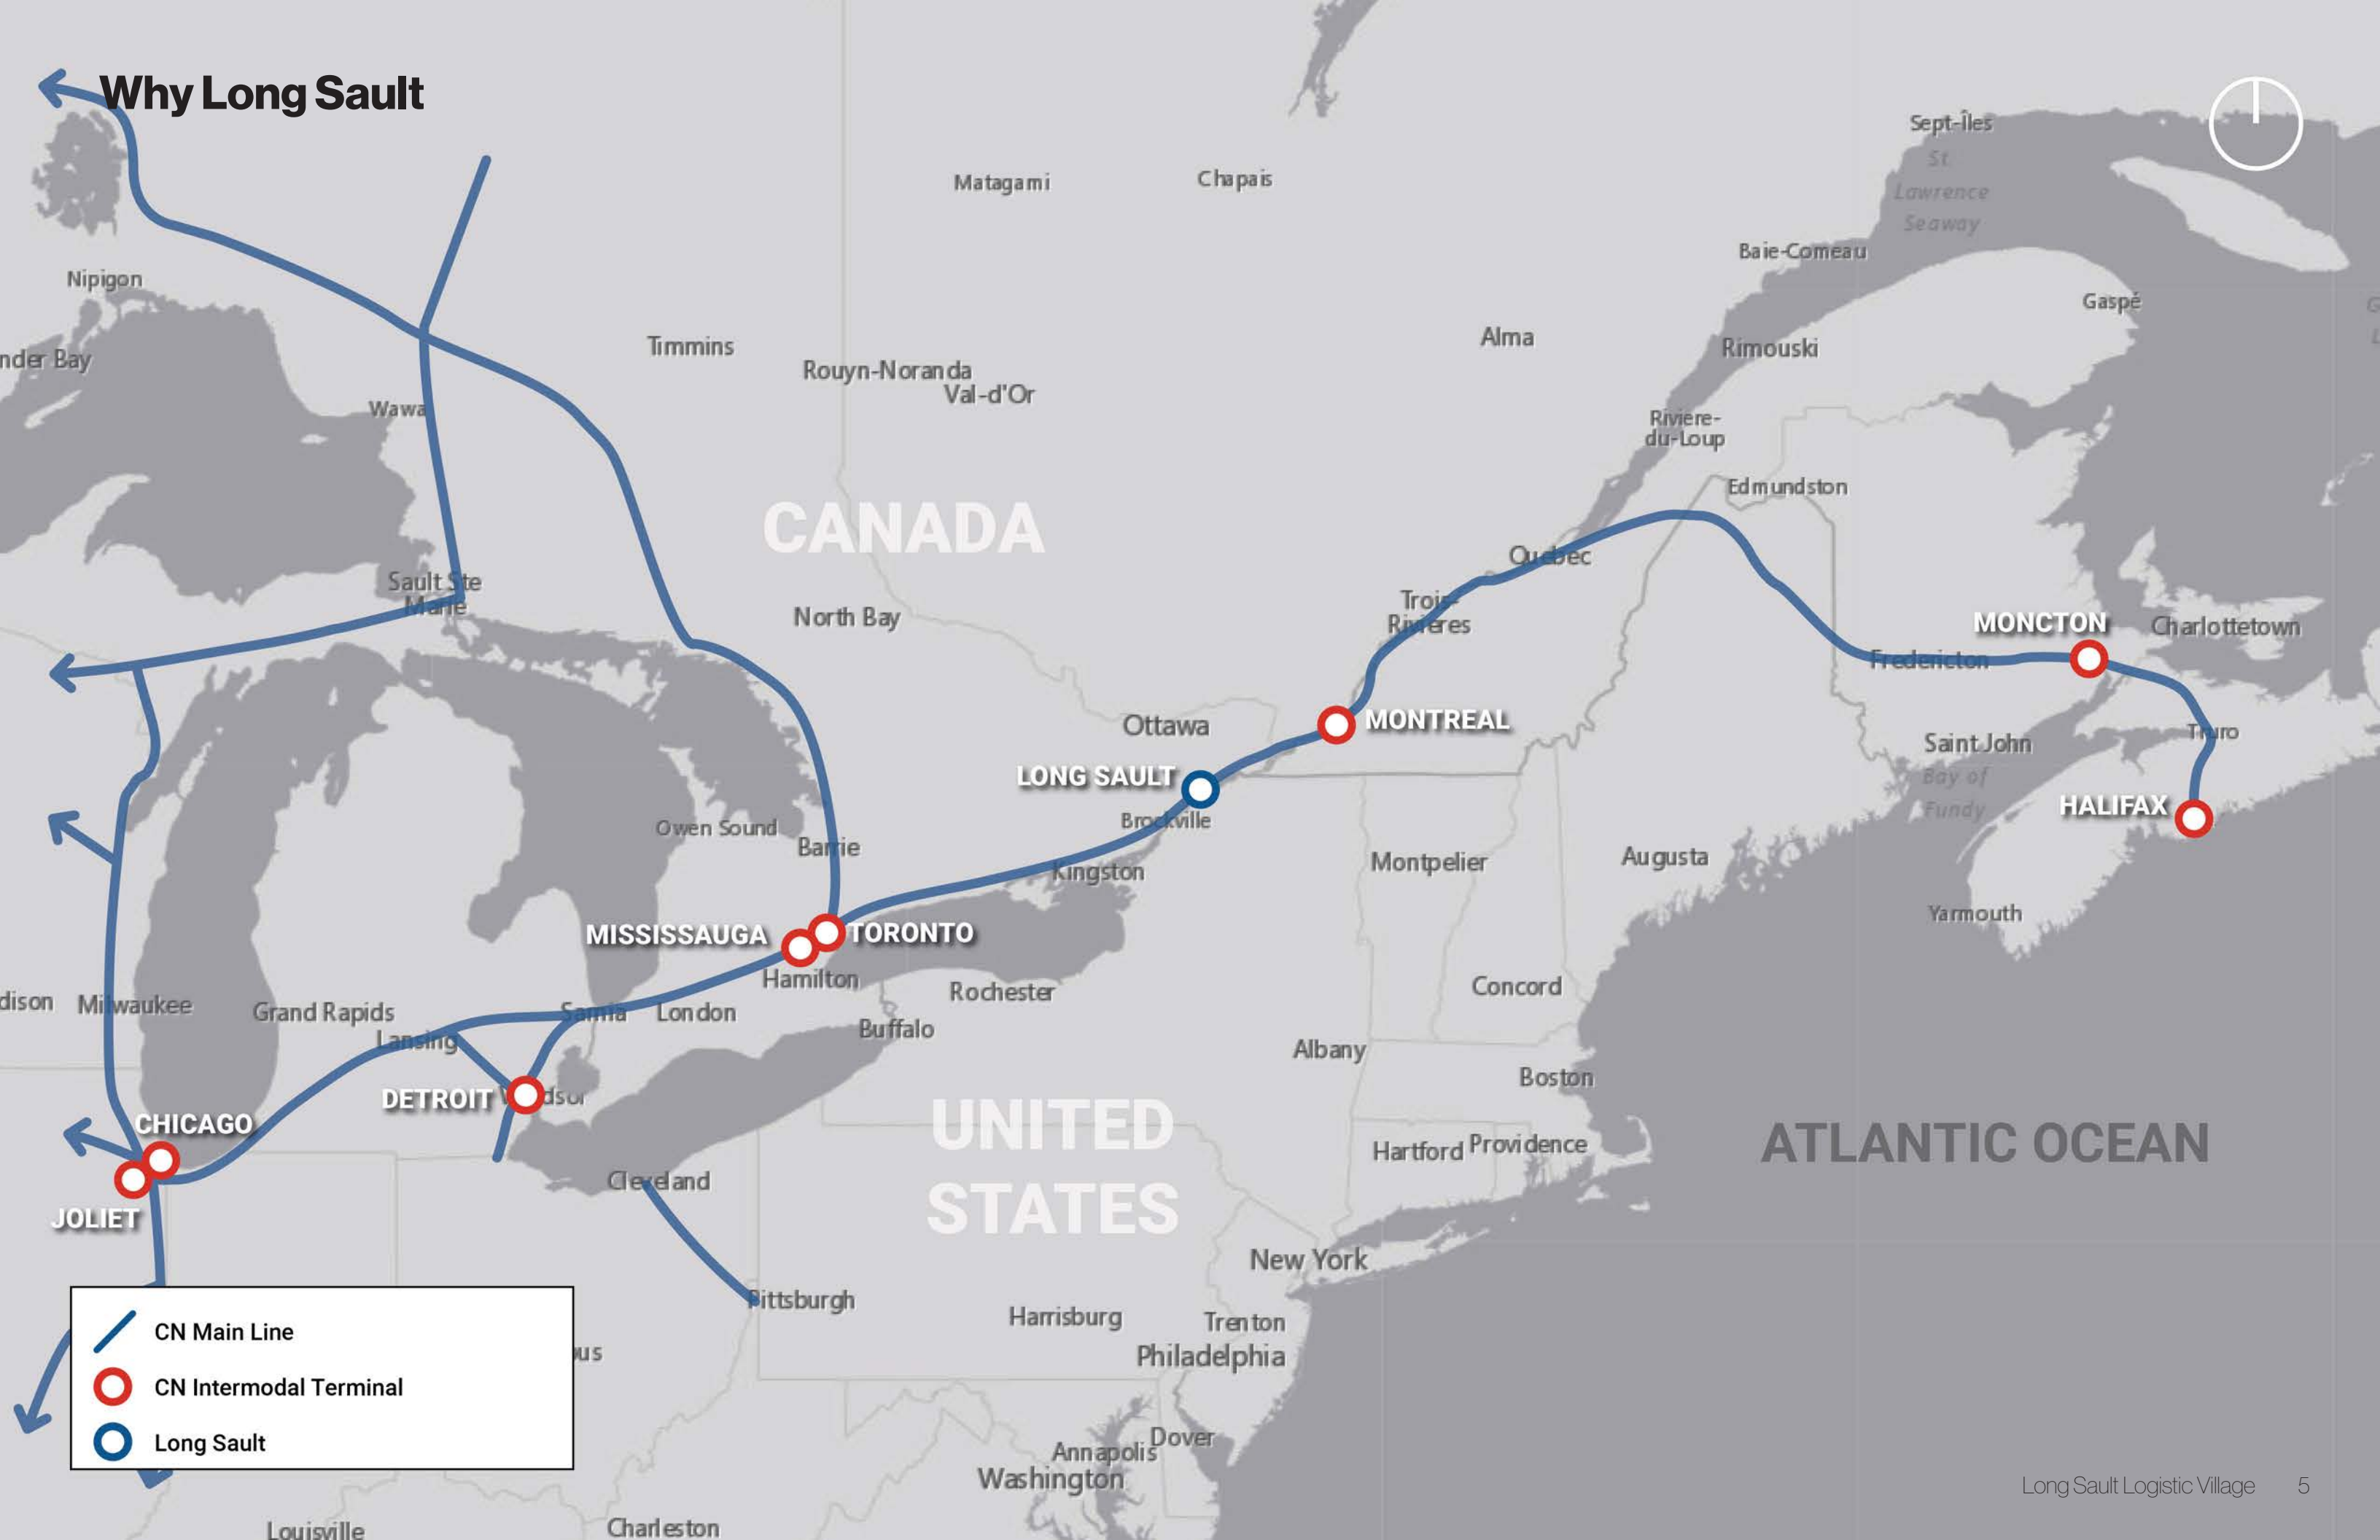 Why Long Sault
Sept-Îles
St.
Lawrence
Seaway
Matagami
Chapais
Baie-Comeau
Nipigon
Gaspé
Timmins
Alma
Rimouski
nder Bay
Rouyn-Noranda
Val-d'Or
Wawa
Riviere-
du-Loup
Edmundston
CANADA
Quebec
Sault Ste
Marie
Trois-
Rivieres
North Bay
MONCTON
Charlottetown
Fredericton
MONTREAL
Ottawa
Truro
Saint John
LONG SAULT
Bay of
Fundy
HALIFAX
Brockville
Owen Sound
Barrie
Augusta
Montpelier
Kingston
Yarmouth
MISSISSAUGA
TORONTO
Hamilton
Concord
Rochester
dison
Milwaukee
Grand Rapids
Sarnia
London
Buffalo
Lansing
Albany
Boston
DETROIT
dsor
CHICAGO
UNITED
STATES
ATLANTIC OCEAN
Hartford
Providence
Cleveland
JOLIET
New York
Pittsburgh
Harrisburg
Trenton
Philadelphia
CN Main Line
CN Intermodal Terminal
Long Sault
us
Dover
Annapolis
Washington
Louisville
Charleston
Long Sault Logistic Village 5